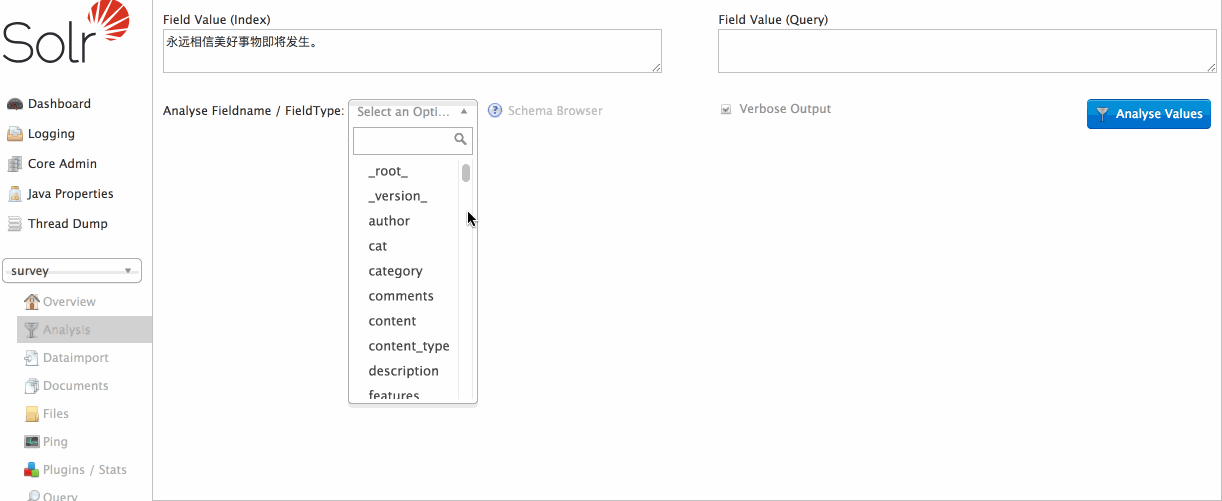 Solr
Dashboard
Logging
Core Admin
Java Properties
Thread Dump
survey
Overview
Analysis
Dataimport
Documents
Files
Ping
Plugins / Stats
Query
Field Value (Index)
永远相信美好事物即将发生。
Field Value (Query)
Analyse Fieldname / FieldType:
Select an Opti...
? Schema Browser
Verbose Output
Analyse Values
_root_
_version_
author
cat
category
comments
content
content_type
description
features